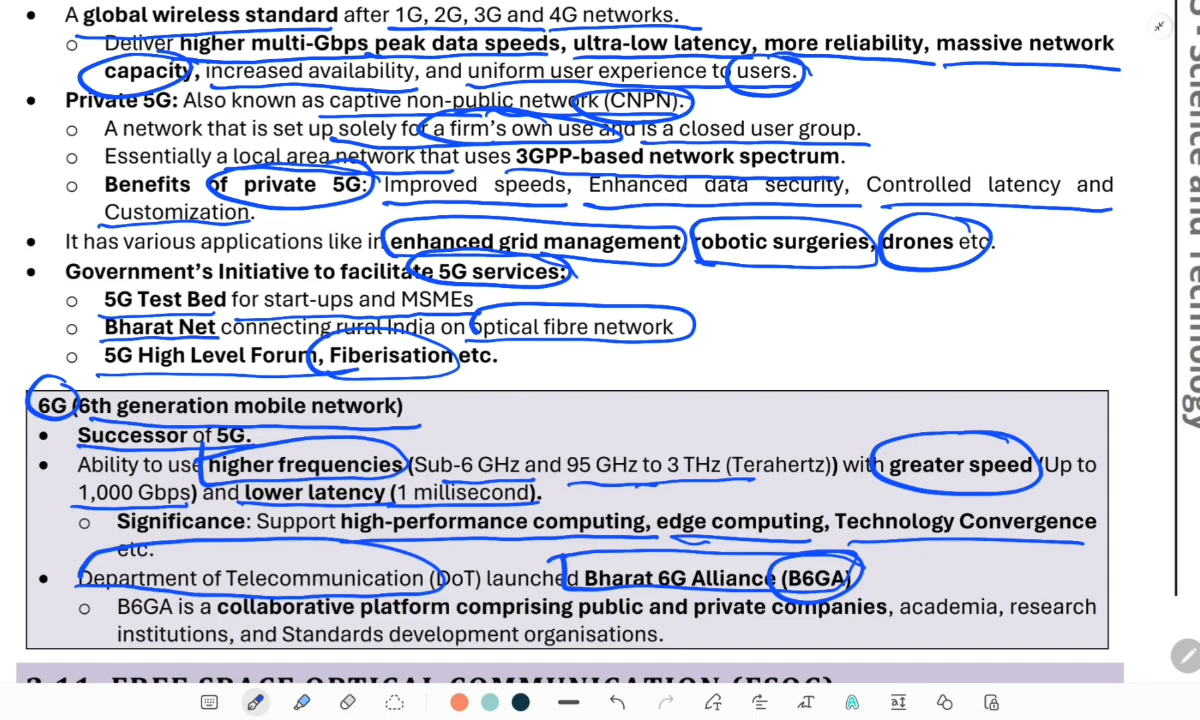 • A global wireless standard after 1G, 2G, 3G and 4G networks.
o Deliver higher multi-Gbps peak data speeds, ultra-low latency, more reliability, massive network
capacity, increased availability, and uniform user experience to users.
• Private 5G: Also known as captive non-public network (CNPN).
o A network that is set up solely for a firm's own use and is a closed user group.
o Essentially a local area network that uses 3GPP-based network spectrum.
o Benefits of private 5G: Improved speeds, Enhanced data security, Controlled latency and
Customization.
• It has various applications like in enhanced grid management, robotic surgeries, drones etc.
• Government's Initiative to facilitate 5G services:
o 5G Test Bed for start-ups and MSMEs
o Bharat Net connecting rural India on optical fibre network
o 5G High Level Forum, Fiberisation etc.
6G (6th generation mobile network)
• Successor of 5G.
• Ability to use higher frequencies (Sub-6 GHz and 95 GHz to 3 THz (Terahertz)) with greater speed (Up to
1,000 Gbps) and lower latency (1 millisecond).
o Significance: Support high-performance computing, edge computing, Technology Convergence
etc.
• Department of Telecommunication (DoT) launched Bharat 6G Alliance (B6GA)
o B6GA is a collaborative platform comprising public and private companies, academia, research
institutions, and Standards development organisations.
FREE SPACE OPTICAL COMMUNICATION (FSOC)
Science and Technology